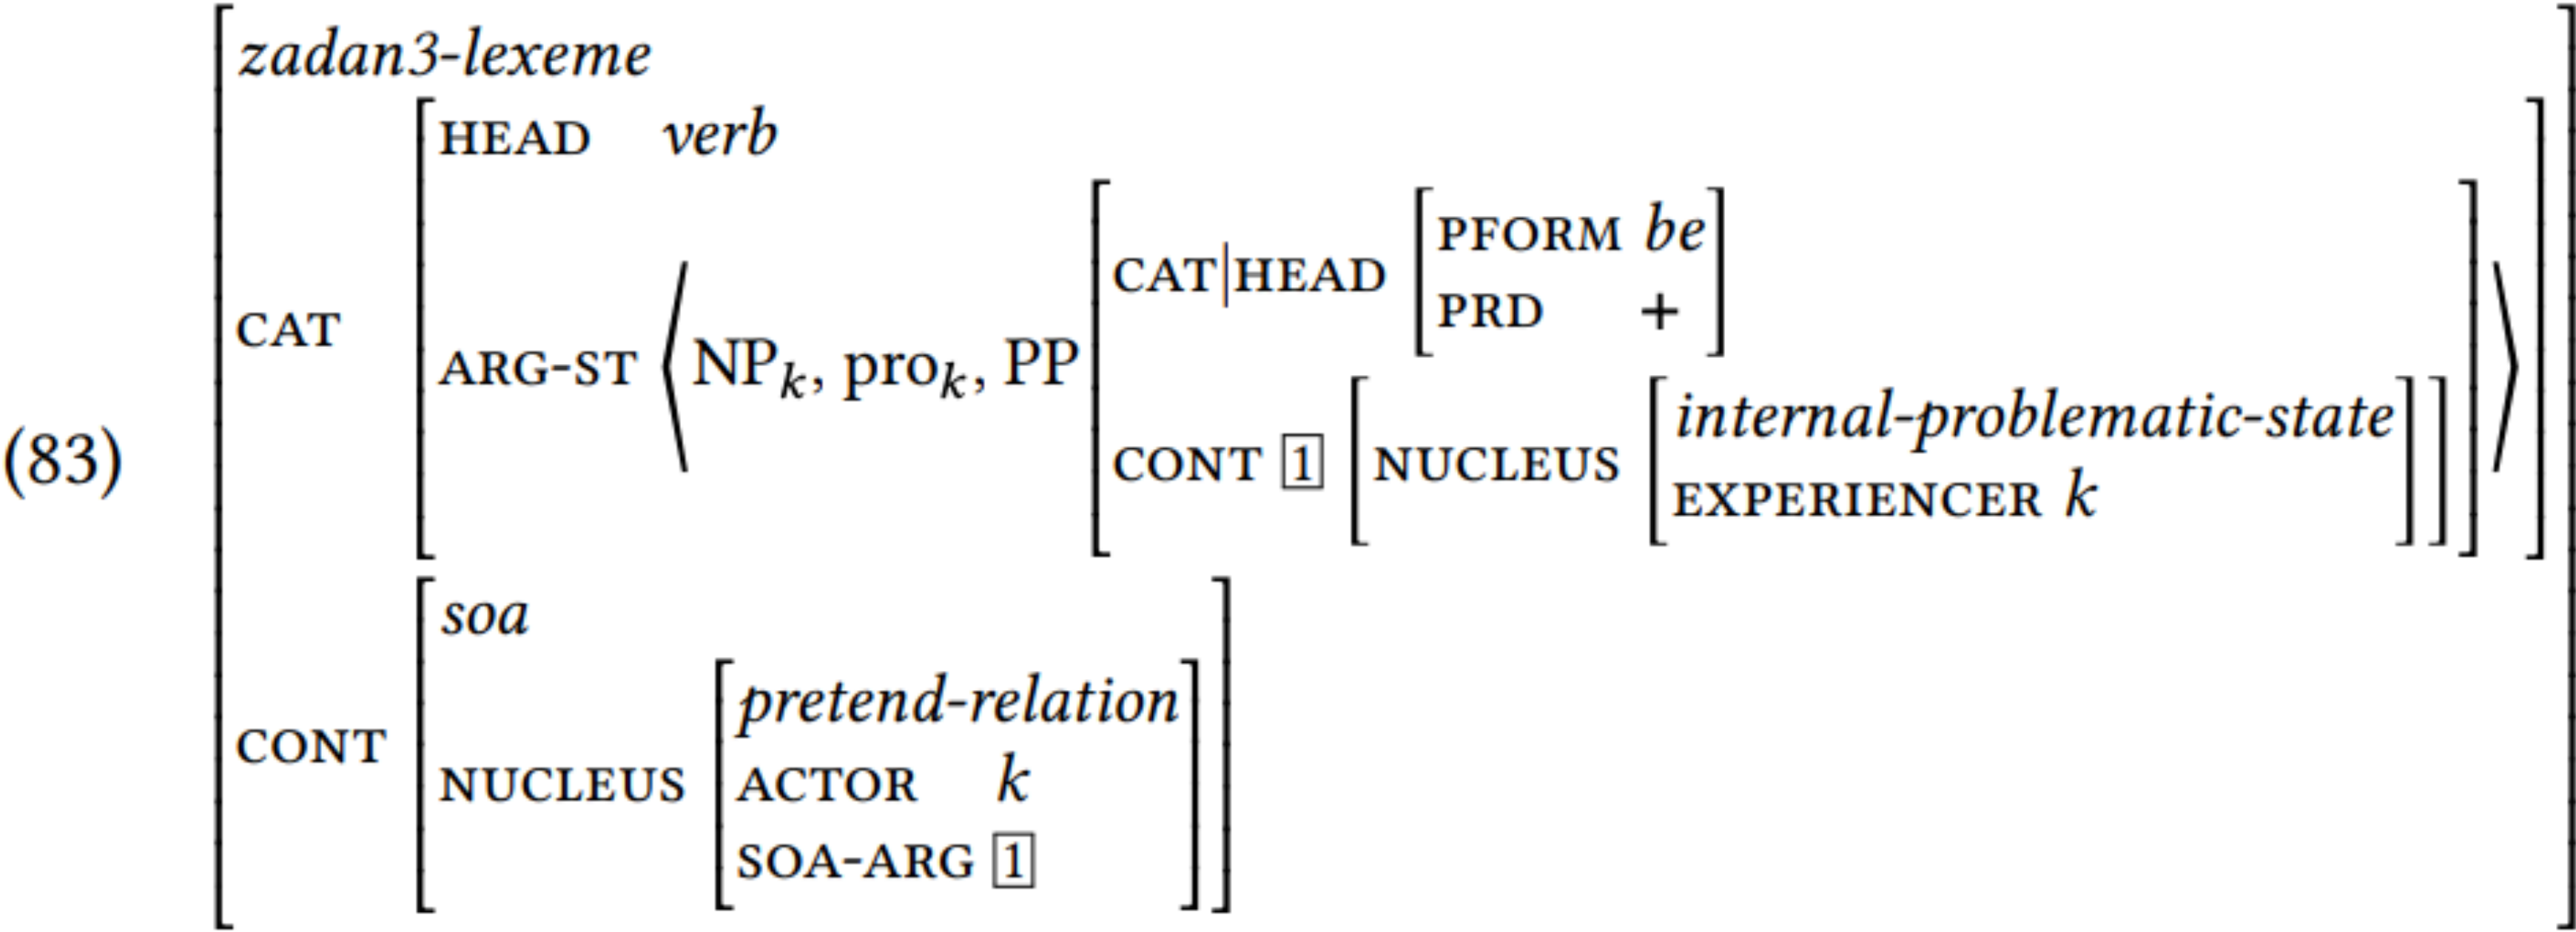 (83)
zadan3-lexeme
CAT
HEAD verb
ARG-ST ⟨NPk, prok, PP
CAT|HEAD
PFORM be
PRD +
CONT 1 NUCLEUS
internal-problematic-state
EXPERIENCER k
⟩
CONT
soa
NUCLEUS
pretend-relation
ACTOR k
SOA-ARG 1